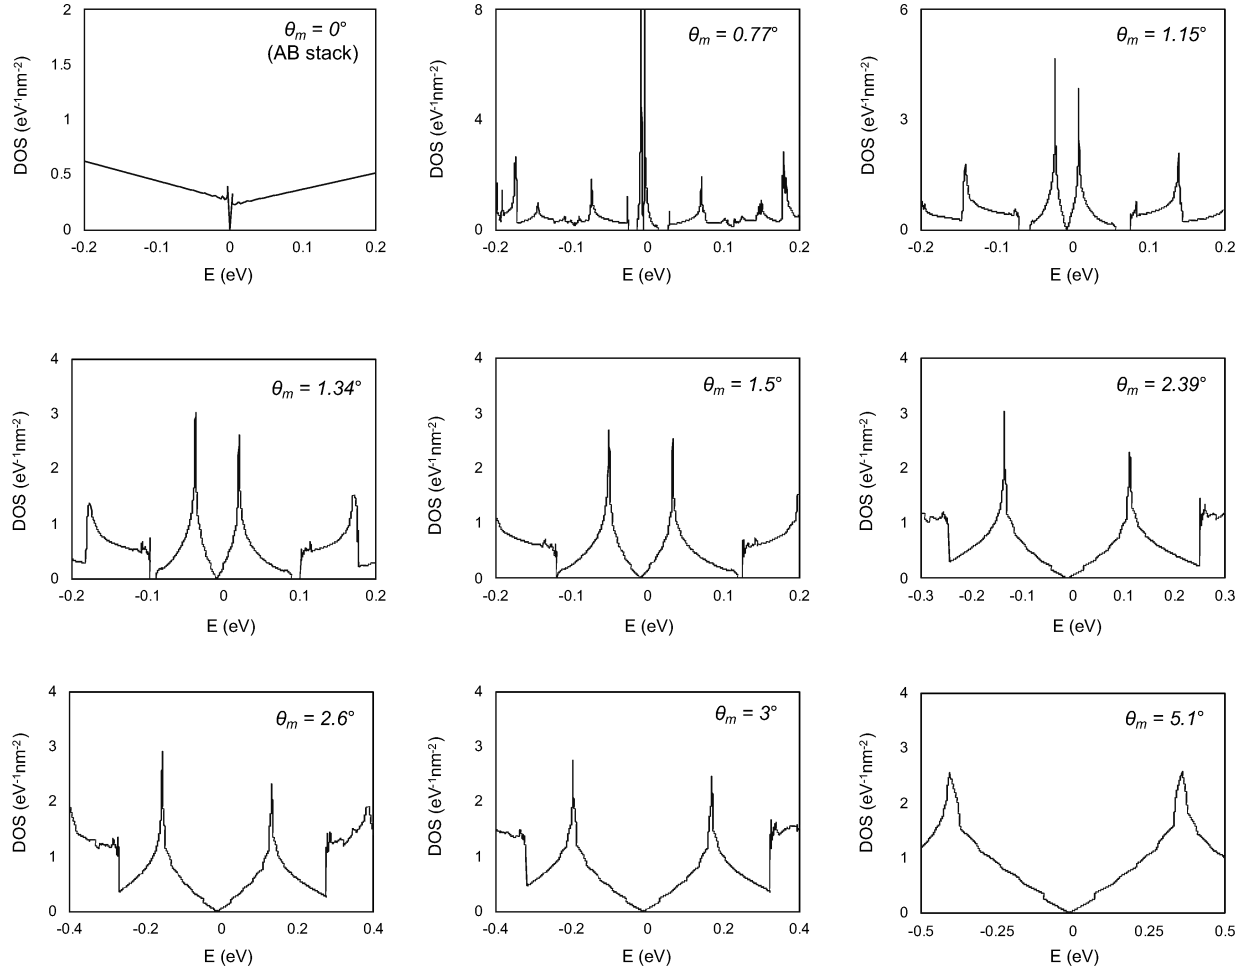 2
1.5
1
0.5
0
DOS (eV⁻¹nm⁻²)
θm = 0°
(AB stack)
-0.2 -0.1 0 0.1 0.2
E (eV)
8
4
0
DOS (eV⁻¹nm⁻²)
θm = 0.77°
-0.2 -0.1 0 0.1 0.2
E (eV)
6
3
0
DOS (eV⁻¹nm⁻²)
θm = 1.15°
-0.2 -0.1 0 0.1 0.2
E (eV)
4
3
2
1
0
DOS (eV⁻¹nm⁻²)
θm = 1.34°
-0.2 -0.1 0 0.1 0.2
E (eV)
4
3
2
1
0
DOS (eV⁻¹nm⁻²)
θm = 1.5°
-0.2 -0.1 0 0.1 0.2
E (eV)
4
3
2
1
0
DOS (eV⁻¹nm⁻²)
θm = 2.39°
-0.3 -0.2 -0.1 0 0.1 0.2 0.3
E (eV)
4
3
2
1
0
DOS (eV⁻¹nm⁻²)
θm = 2.6°
-0.4 -0.2 0 0.2 0.4
E (eV)
4
3
2
1
0
DOS (eV⁻¹nm⁻²)
θm = 3°
-0.4 -0.2 0 0.2 0.4
E (eV)
4
3
2
1
0
DOS (eV⁻¹nm⁻²)
θm = 5.1°
-0.5 -0.25 0 0.25 0.5
E (eV)